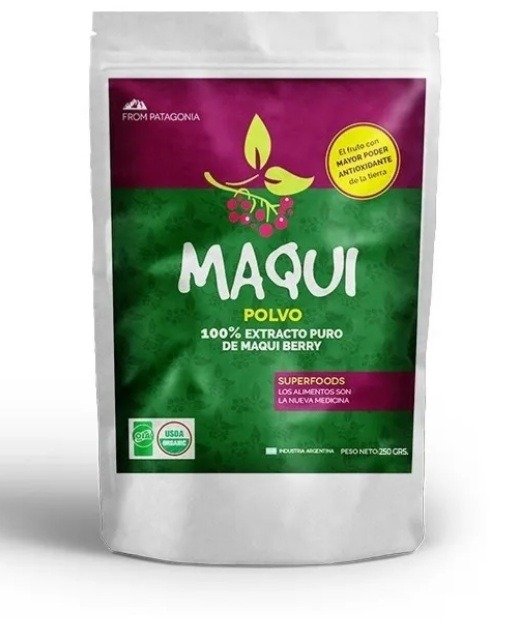 FROM PATAGONIA
El fruto con
MAYOR PODER
ANTIOXIDANTE
de la tierra
MAQUI
POLVO
100% EXTRACTO PURO
DE MAQUI BERRY
SUPERFOODS
LOS ALIMENTOS SON
LA NUEVA MEDICINA
USDA
ORGANIC
INDUSTRIA ARGENTINA PESO NETO: 250 GRS.